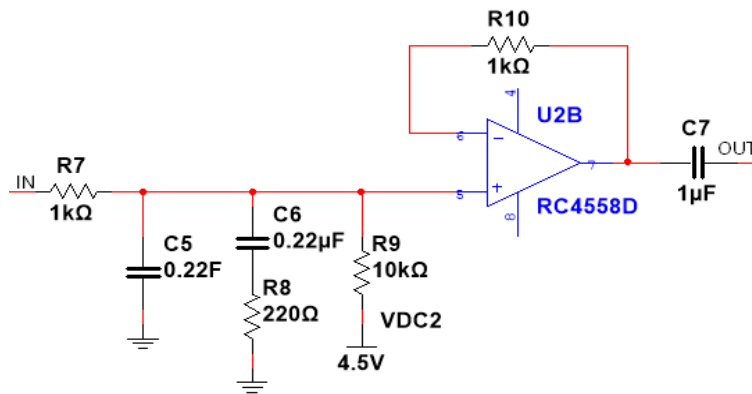 R10
1kΩ
4
U2B
6
7
5
8
RC4558D
C7
OUT
1µF
IN
R7
1kΩ
C5
0.22F
C6
0.22µF
R8
220Ω
R9
10kΩ
VDC2
4.5V